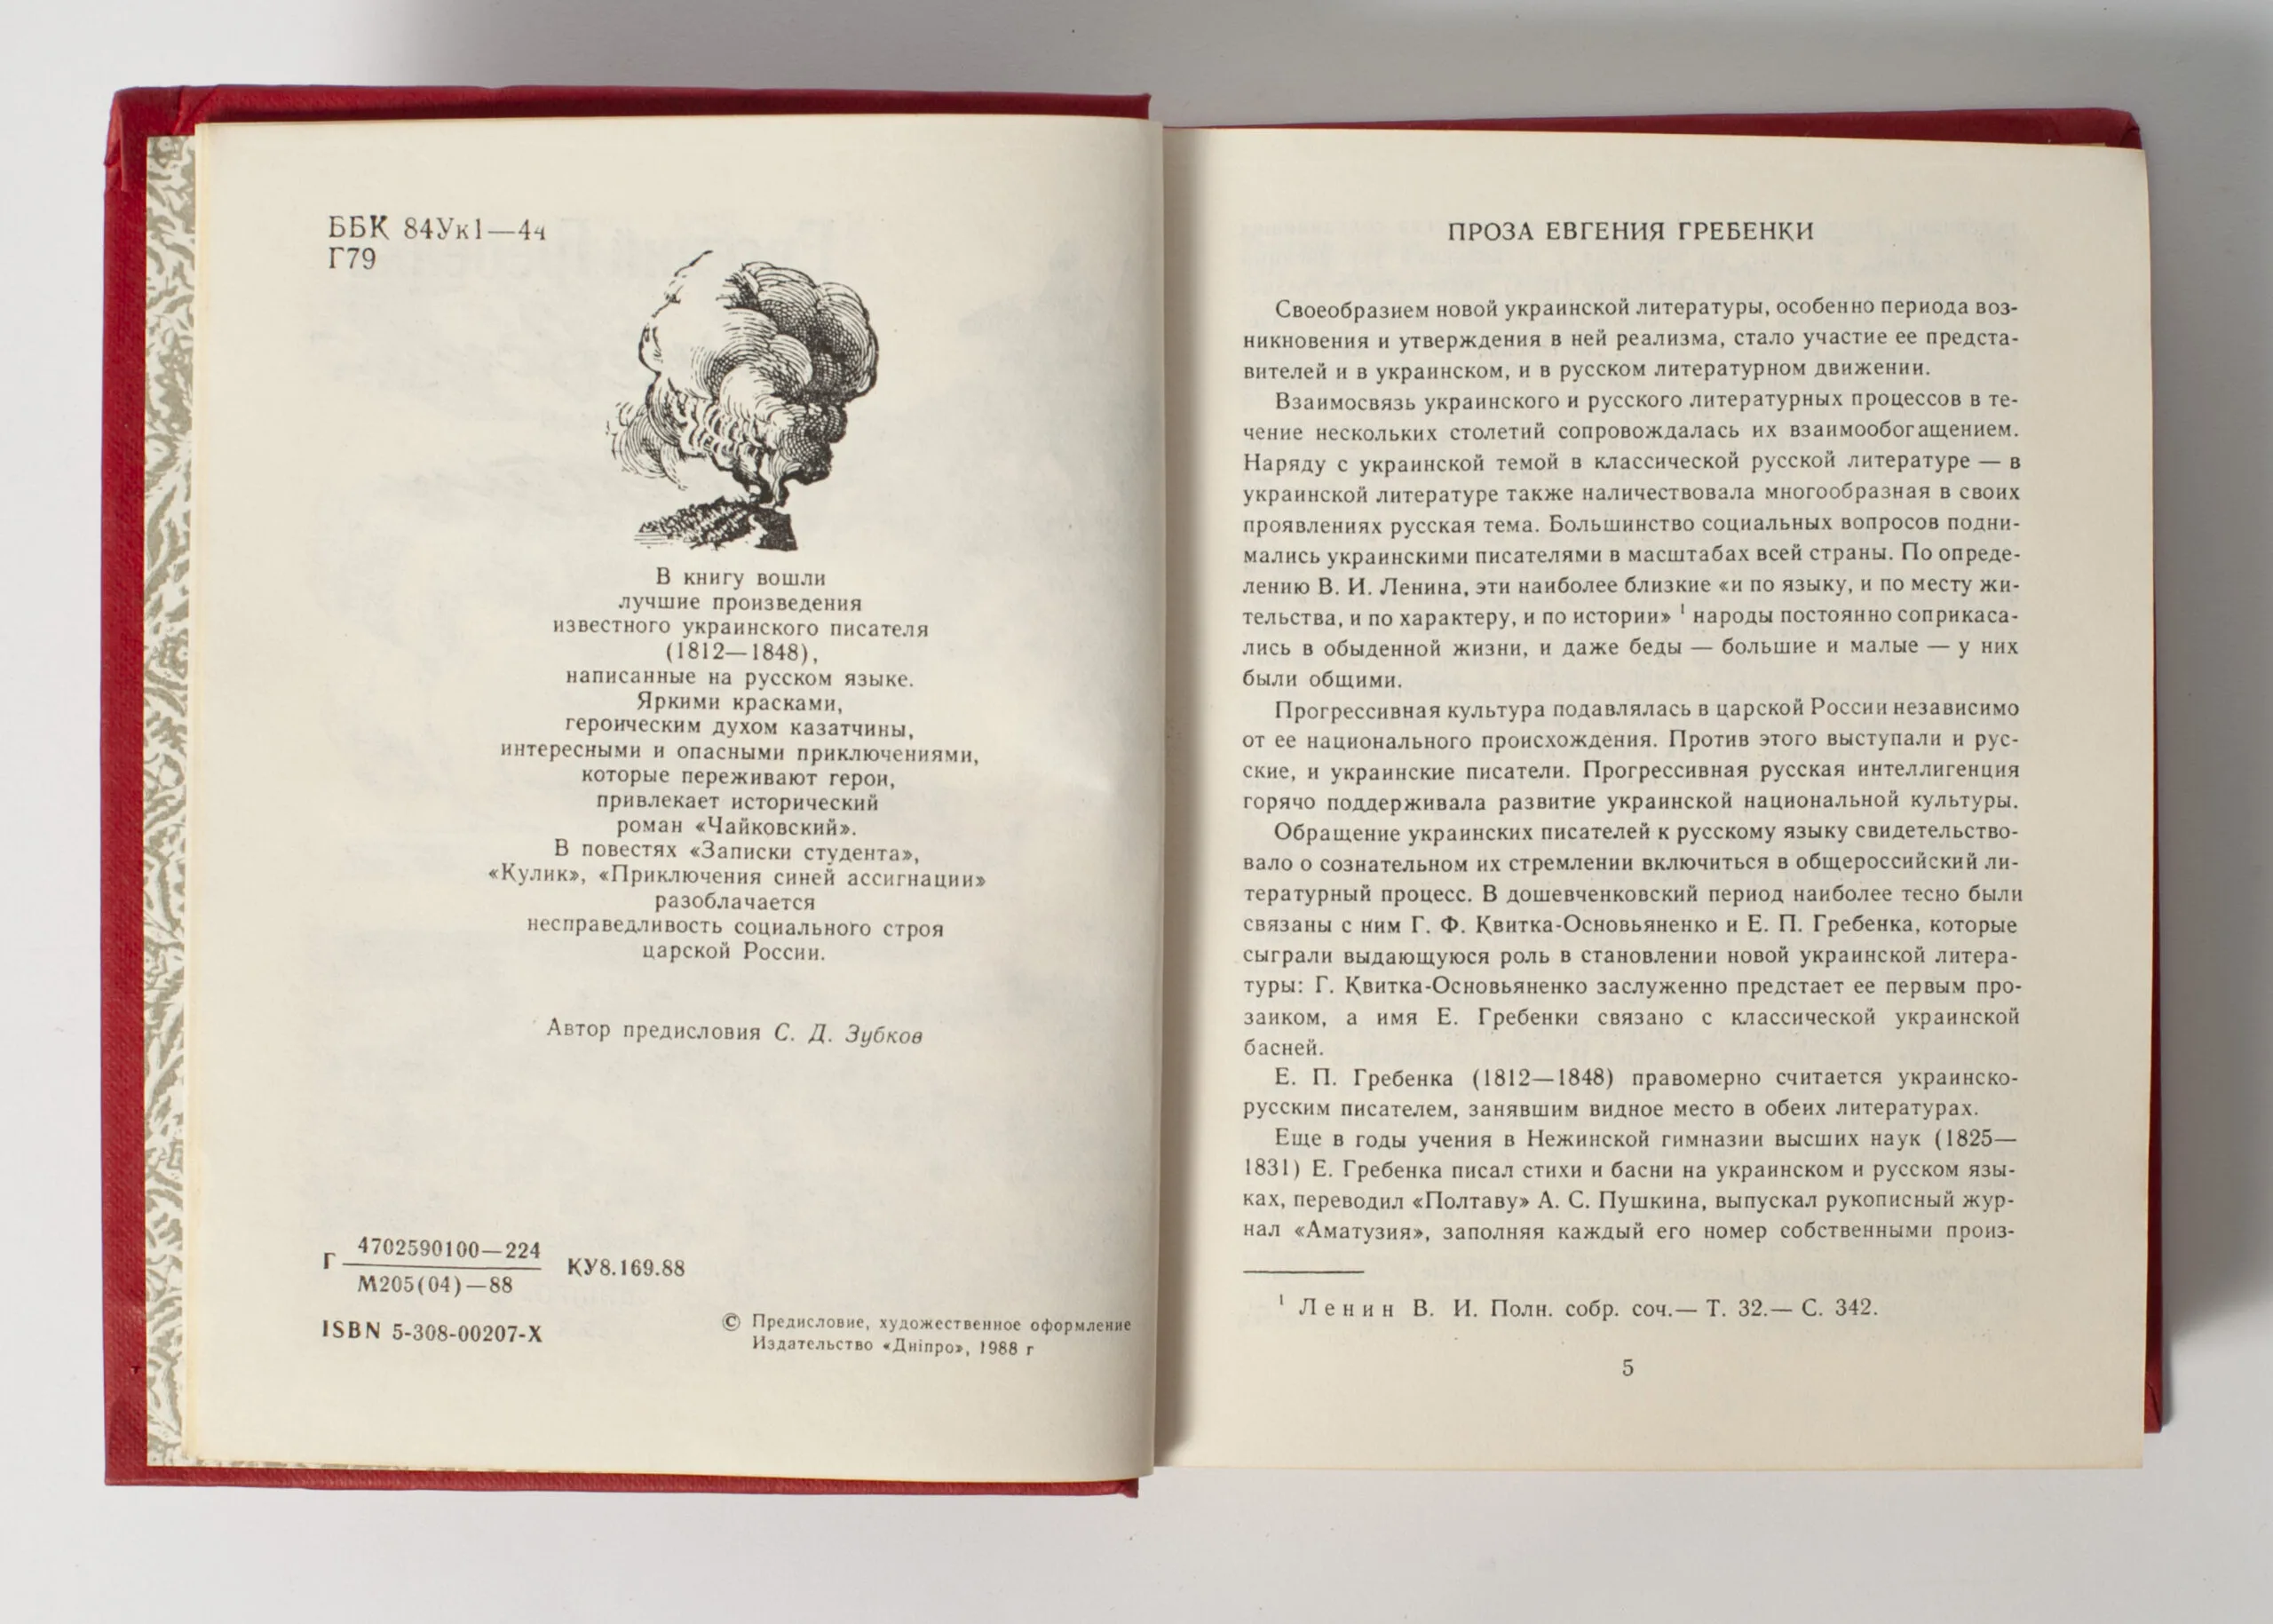 ББК 84Ук1—4я
Г79
В книгу вошли
лучшие произведения
известного украинского писателя
(1812—1848),
написанные на русском языке.
Яркими красками,
героическим духом казатчины,
интересными и опасными приключениями,
которые переживают герои,
привлекает исторический
роман «Чайковский».
В повестях «Записки студента»,
«Кулик», «Приключения синей ассигнации»
разоблачается
несправедливость социального строя
царской России.
Автор предисловия С. Д. Зубков
Г 4702590100—224
М205(04)—88
КУ8.169.88
ISBN 5-308-00207-X
© Предисловие, художественное оформление
Издательство «Дніпро», 1988 г
ПРОЗА ЕВГЕНИЯ ГРЕБЕНКИ
Своеобразием новой украинской литературы, особенно периода воз-
никновения и утверждения в ней реализма, стало участие ее предста-
вителей и в украинском, и в русском литературном движении.
Взаимосвязь украинского и русского литературных процессов в те-
чение нескольких столетий сопровождалась их взаимообогащением.
Наряду с украинской темой в классической русской литературе — в
украинской литературе также наличествовала многообразная в своих
проявлениях русская тема. Большинство социальных вопросов подни-
мались украинскими писателями в масштабах всей страны. По опреде-
лению В. И. Ленина, эти наиболее близкие «и по языку, и по месту жи-
тельства, и по характеру, и по истории» ¹ народы постоянно соприкаса-
лись в обыденной жизни, и даже беды — большие и малые — у них
были общими.
Прогрессивная культура подавлялась в царской России независимо
от ее национального происхождения. Против этого выступали и рус-
ские, и украинские писатели. Прогрессивная русская интеллигенция
горячо поддерживала развитие украинской национальной культуры.
Обращение украинских писателей к русскому языку свидетельство-
вало о сознательном их стремлении включиться в общероссийский ли-
тературный процесс. В дошевченковский период наиболее тесно были
связаны с ним Г. Ф. Квитка-Основьяненко и Е. П. Гребенка, которые
сыграли выдающуюся роль в становлении новой украинской литера-
туры: Г. Квитка-Основьяненко заслуженно предстает ее первым про-
заиком, а имя Е. Гребенки связано с классической украинской
басней.
Е. П. Гребенка (1812—1848) правомерно считается украинско-
русским писателем, занявшим видное место в обеих литературах.
Еще в годы учения в Нежинской гимназии высших наук (1825—
1831) Е. Гребенка писал стихи и басни на украинском и русском язы-
ках, переводил «Полтаву» А. С. Пушкина, выпускал рукописный жур-
нал «Аматузия», заполняя каждый его номер собственными произ-
¹ Ленин В. И. Полн. собр. соч.— Т. 32.— С. 342.
5